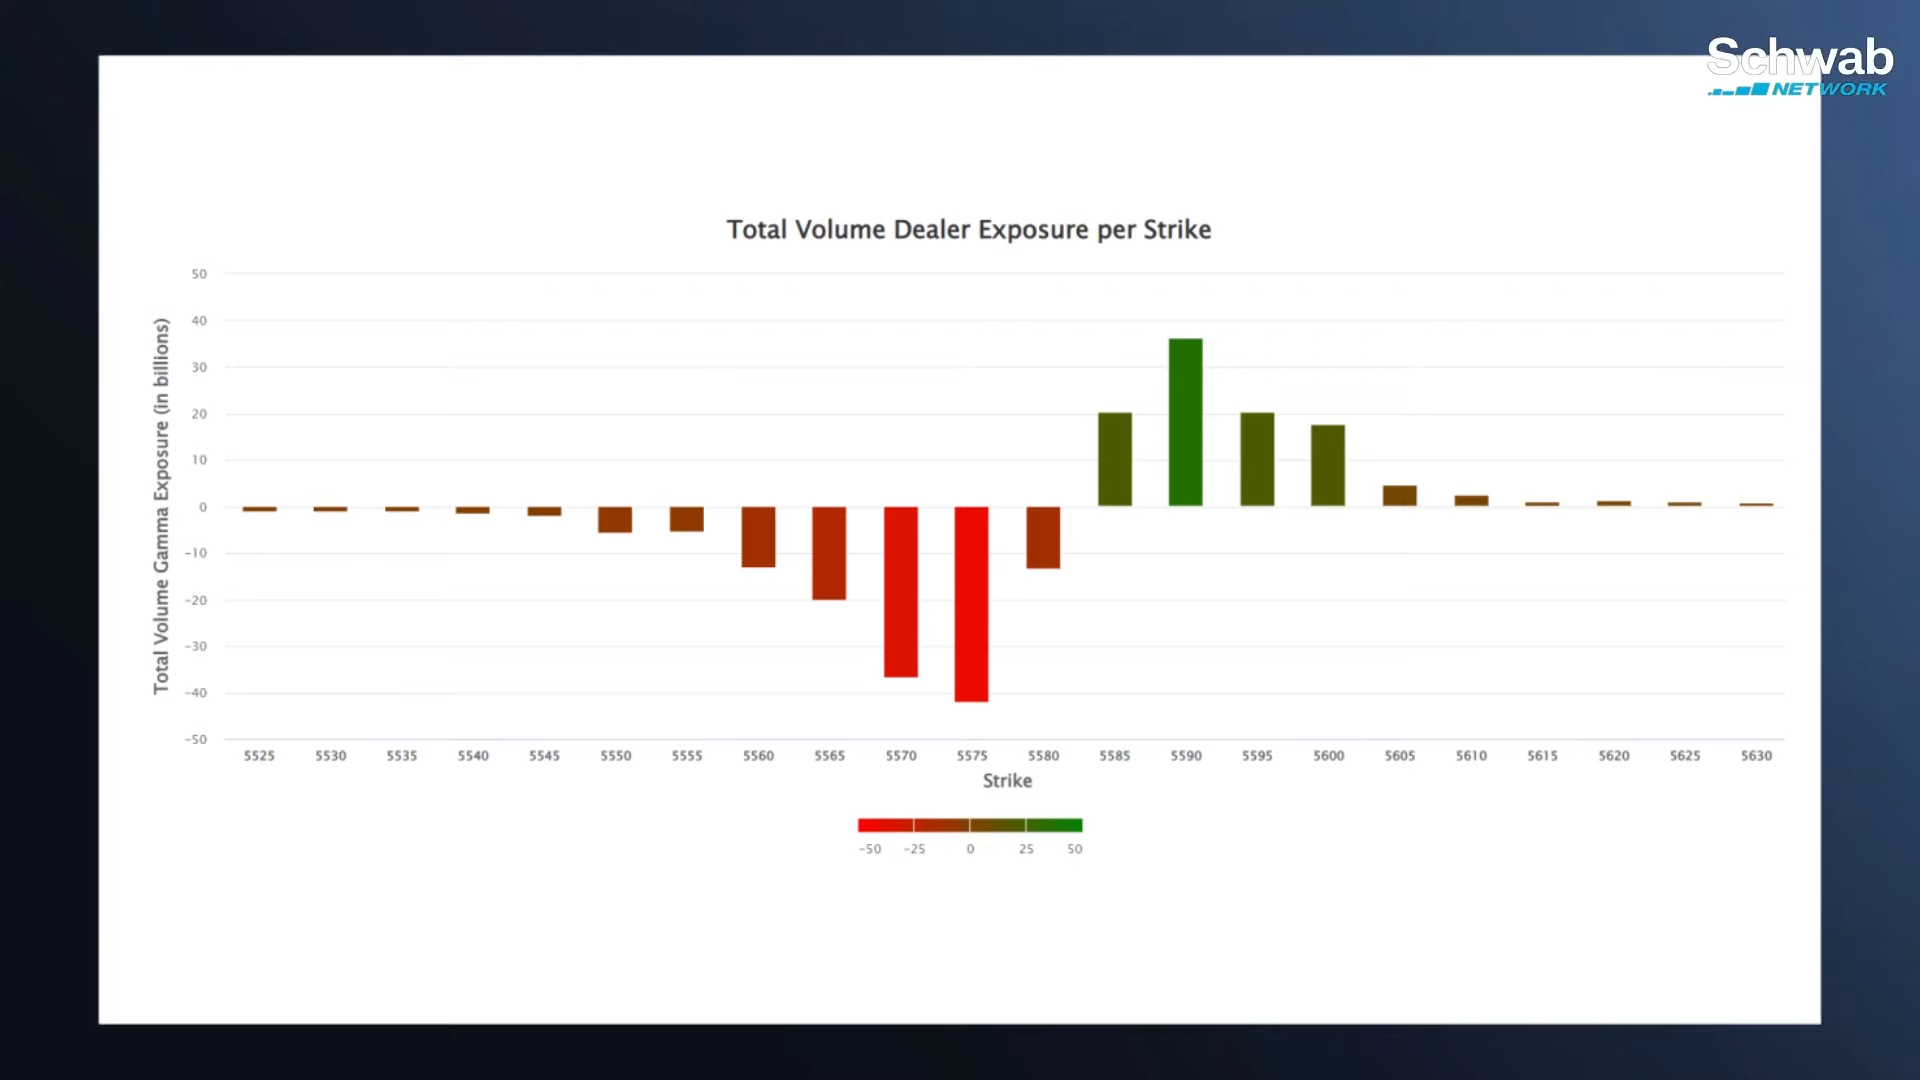 Schwab
NETWORK
Total Volume Dealer Exposure per Strike
Total Volume Gamma Exposure (in billions)
50
40
30
20
10
0
-10
-20
-30
-40
-50
5525 5530 5535 5540 5545 5550 5555 5560 5565 5570 5575 5580 5585 5590 5595 5600 5605 5610 5615 5620 5625 5630
Strike
-50 -25 0 25 50